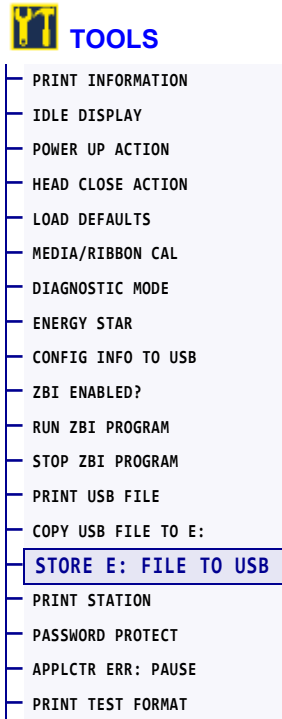 TOOLS
PRINT INFORMATION
IDLE DISPLAY
POWER UP ACTION
HEAD CLOSE ACTION
LOAD DEFAULTS
MEDIA/RIBBON CAL
DIAGNOSTIC MODE
ENERGY STAR
CONFIG INFO TO USB
ZBI ENABLED?
RUN ZBI PROGRAM
STOP ZBI PROGRAM
PRINT USB FILE
COPY USB FILE TO E:
STORE E: FILE TO USB
PRINT STATION
PASSWORD PROTECT
APPLCTR ERR: PAUSE
PRINT TEST FORMAT